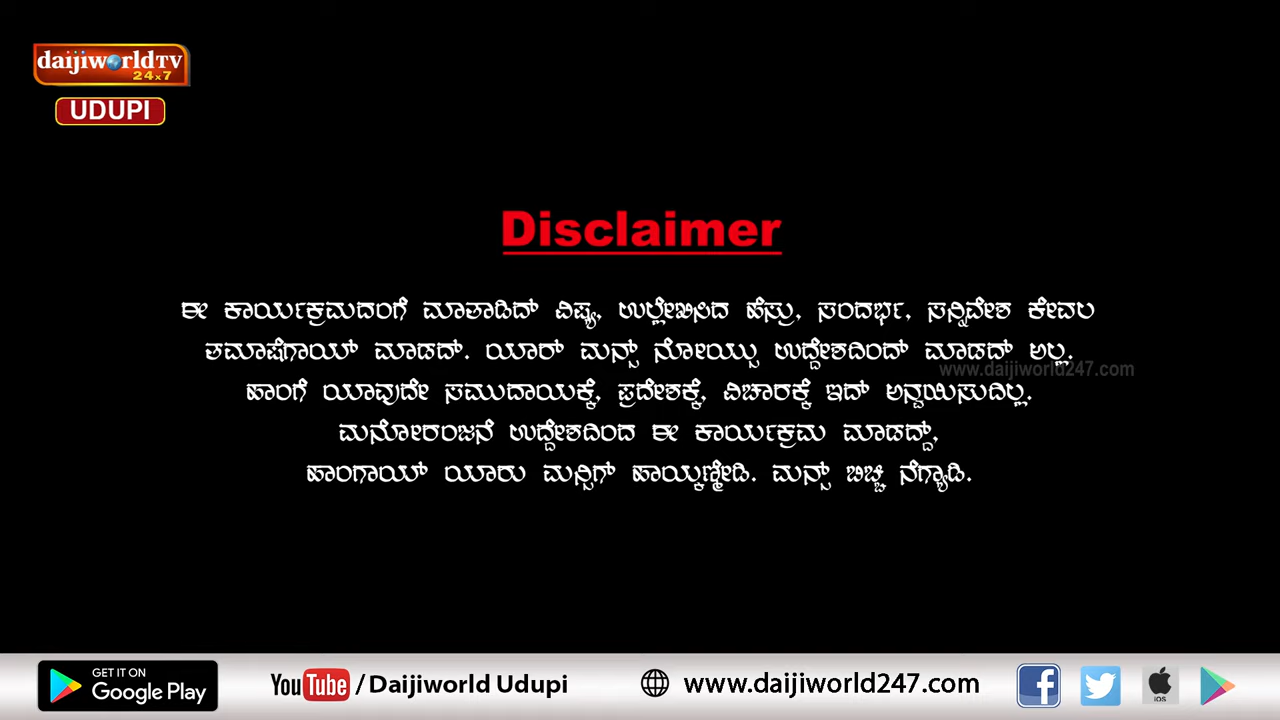 daijiworldTV
24x7
UDUPI
Disclaimer
ಈ ಕಾರ್ಯಕ್ರಮದಂಗೆ ಮಾತಾಡಿದ್ ವಿಷ್ಯ, ಉಲ್ಲೇಖಿಸಿದ ಹೆಸ್ರು, ಸಂದರ್ಭ, ಸನ್ನಿವೇಶ ಕೇವಲ
ತಮಾಷೆಗಾಯ್ ಮಾಡದ್. ಯಾರ್ ಮನ್ಸ್ ನೋಯ್ಸು ಉದ್ದೇಶದಿಂದ್ ಮಾಡದ್ ಅಲ್ಲ.
www.daijiworld247.com
ಹಾಂಗೆ ಯಾವುದೇ ಸಮುದಾಯಕ್ಕೆ, ಪ್ರದೇಶಕ್ಕೆ, ವಿಚಾರಕ್ಕೆ ಇದ್ ಅನ್ವಯಿಸುದಿಲ್ಲ.
ಮನೋರಂಜನೆ ಉದ್ದೇಶದಿಂದ ಈ ಕಾರ್ಯಕ್ರಮ ಮಾಡದ್ದ್,
ಹಾಂಗಾಯ್ ಯಾರು ಮನ್ಸಿಗ್ ಹಾಯ್ಕಣ್ಬೇಡಿ. ಮನ್ಸ್ ಬಿಚ್ಚಿ ನೆಗ್ಯಾಡಿ.
GET IT ON
Google Play
YouTube / Daijiworld Udupi
www.daijiworld247.com
iOS